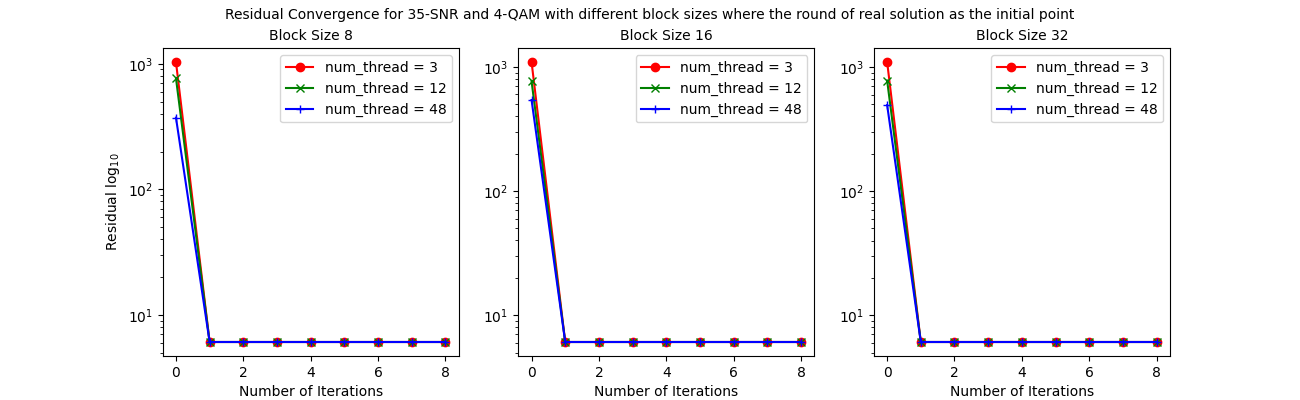 Residual Convergence for 35-SNR and 4-QAM with different block sizes where the round of real solution as the initial point
Block Size 8
Residual log₁₀
10³
10²
10¹
num_thread = 3
num_thread = 12
num_thread = 48
0 2 4 6 8
Number of Iterations
Block Size 16
10³
10²
10¹
num_thread = 3
num_thread = 12
num_thread = 48
0 2 4 6 8
Number of Iterations
Block Size 32
10³
10²
10¹
num_thread = 3
num_thread = 12
num_thread = 48
0 2 4 6 8
Number of Iterations